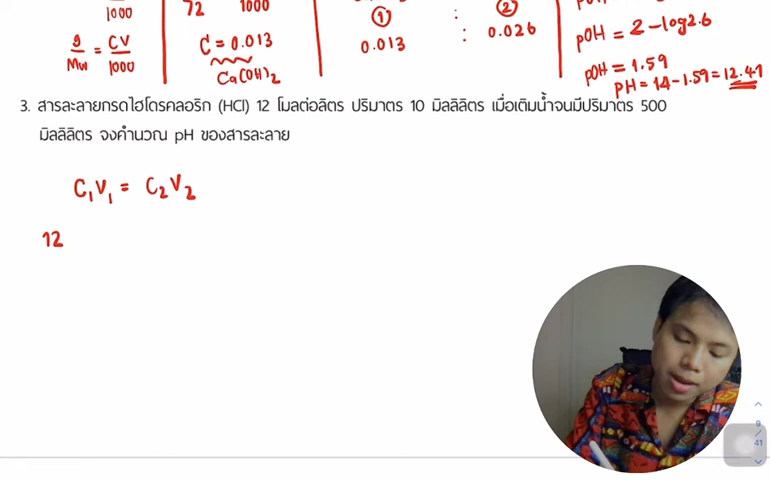 1000
g/Mw = CV/1000
72 1000
C = 0.013
Ca(OH)2
① : ②
0.013 : 0.026
pOH = 2 - log2.6
pOH = 1.59
pH = 14 - 1.59 = 12.41
3. สารละลายกรดไฮโดรคลอริก (HCl) 12 โมลต่อลิตร ปริมาตร 10 มิลลิลิตร เมื่อเติมน้ำจนมีปริมาตร 500
มิลลิลิตร จงคำนวณ pH ของสารละลาย
C1V1 = C2V2
12
9
/
41